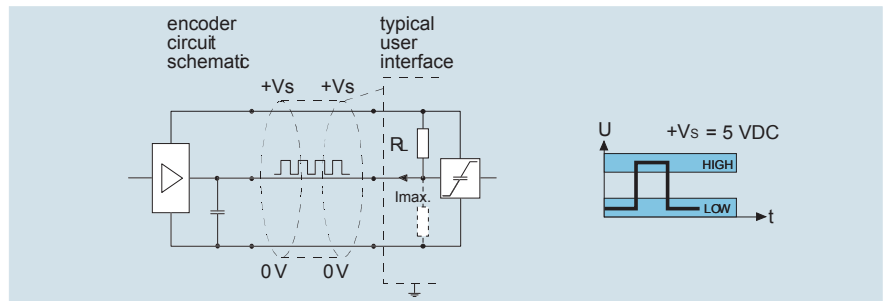 encoder
circuit
schematic
typical
user
interface
+Vs +Vs
RL
Imax.
0V 0V
U
+Vs = 5 VDC
HIGH
LOW
t